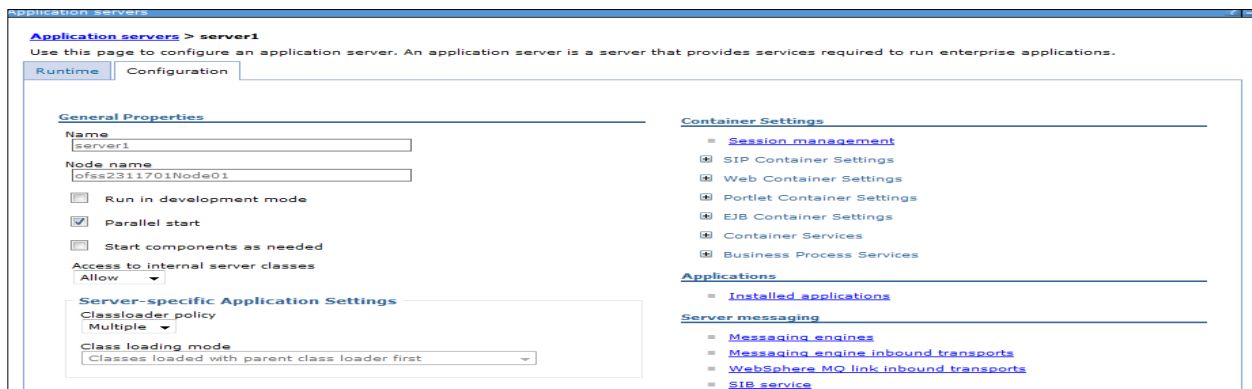 Application servers
Application servers > server1
Use this page to configure an application server. An application server is a server that provides services required to run enterprise applications.
Runtime
Configuration
General Properties
Name
server1
Node name
ofss2311701Node01
Run in development mode
Parallel start
Start components as needed
Access to internal server classes
Allow
Server-specific Application Settings
Classloader policy
Multiple
Class loading mode
Classes loaded with parent class loader first
Container Settings
Session management
SIP Container Settings
Web Container Settings
Portlet Container Settings
EJB Container Settings
Container Services
Business Process Services
Applications
Installed applications
Server messaging
Messaging engines
Messaging engine inbound transports
WebSphere MQ link inbound transports
SIB service